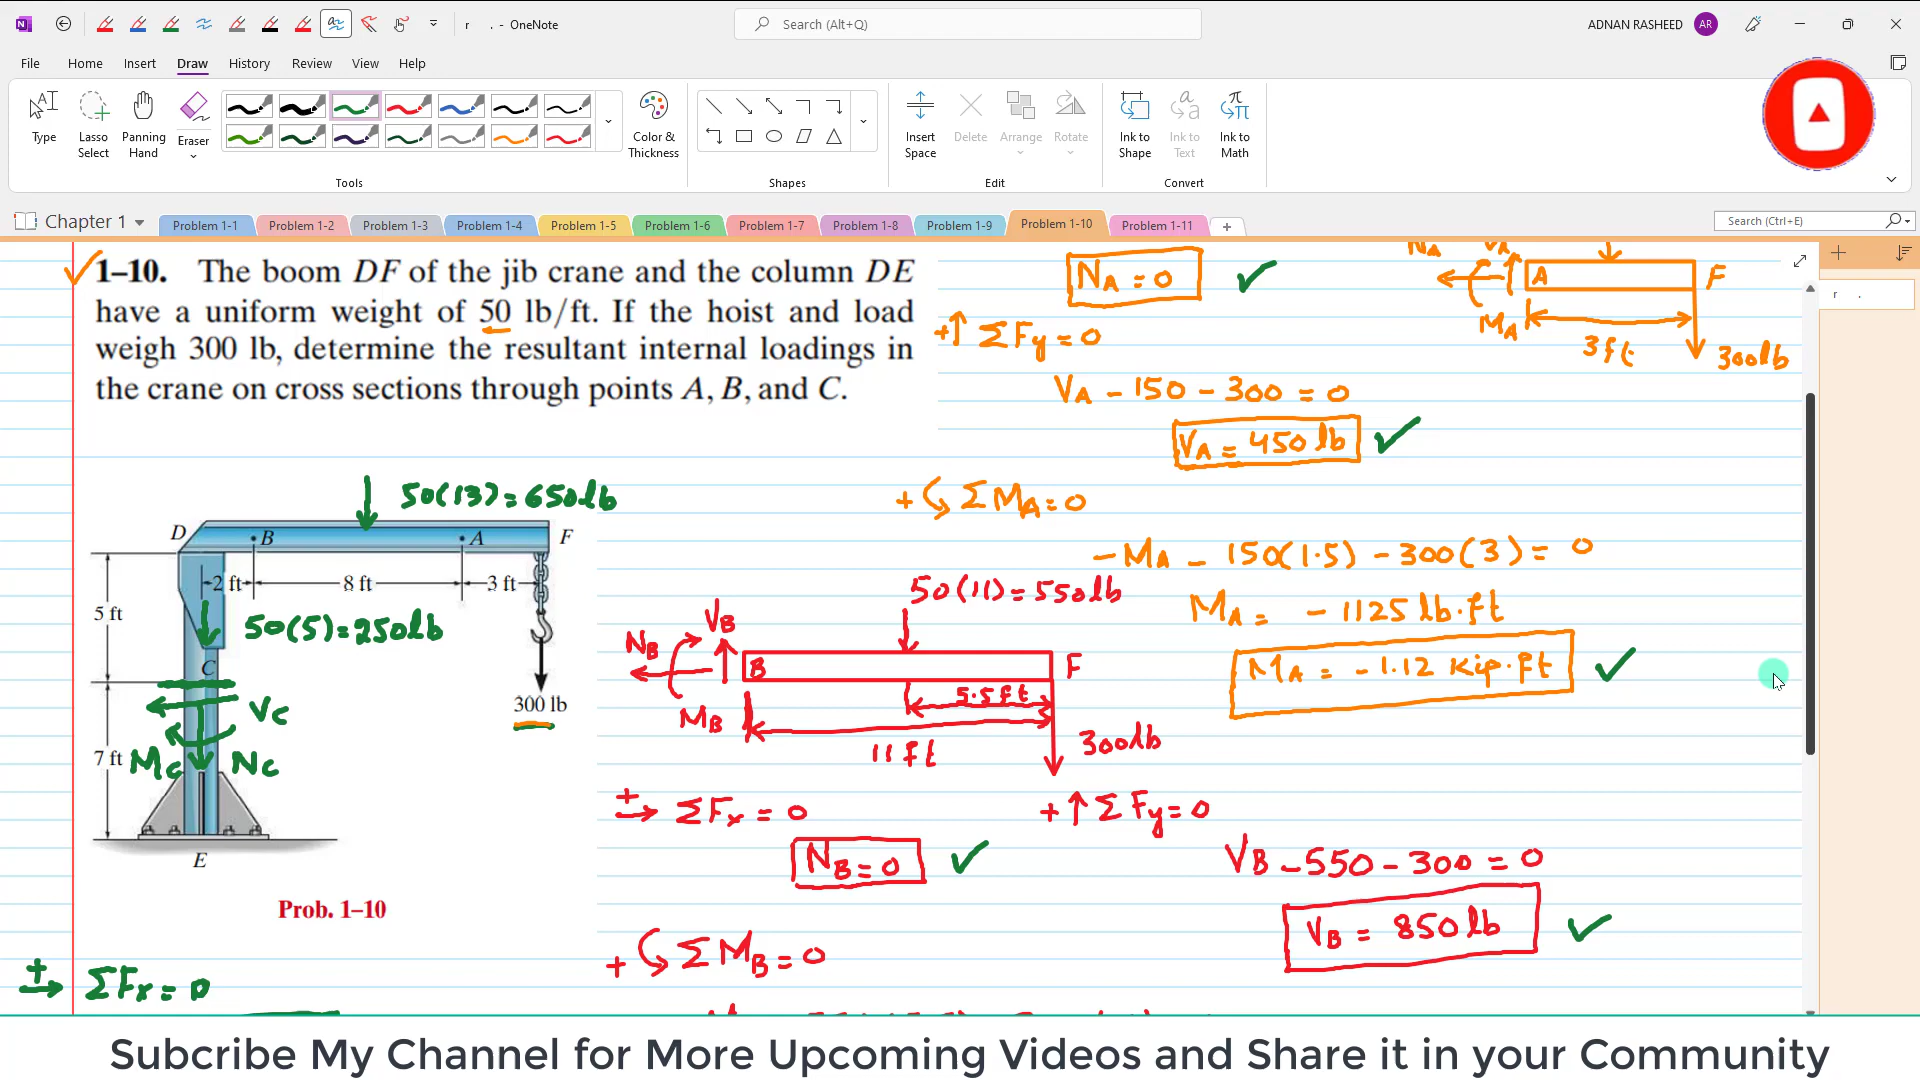 r . - OneNote
Search (Alt+Q)
ADNAN RASHEED AR
File Home Insert Draw History Review View Help
Type
Lasso Select
Panning Hand
Eraser
Color & Thickness
Insert Space
Delete
Arrange
Rotate
Ink to Shape
Ink to Text
Ink to Math
Tools Shapes Edit Convert
Chapter 1 Problem 1-1 Problem 1-2 Problem 1-3 Problem 1-4 Problem 1-5 Problem 1-6 Problem 1-7 Problem 1-8 Problem 1-9 Problem 1-10 Problem 1-11 +
Search (Ctrl+E)
r .
1–10. The boom DF of the jib crane and the column DE
have a uniform weight of 50 lb/ft. If the hoist and load
weigh 300 lb, determine the resultant internal loadings in
the crane on cross sections through points A, B, and C.
50(13)=650lb
D B A F
2 ft 8 ft 3 ft
5 ft
50(5)=250lb
C
300 lb
Vc
7 ft Mc Nc
E
Prob. 1–10
+→ ΣFx=0
NA=0
NA VA A F
MA 3ft 300lb
+↑ ΣFy=0
VA - 150 - 300 = 0
VA = 450 lb
+ ΣMA=0
-MA - 150(1.5) - 300(3) = 0
MA = -1125 lb.ft
MA = -1.12 Kip.ft
50(11)=550lb
NB VB B F
MB 5.5ft
11ft 300lb
+→ ΣFx = 0
NB=0
+↑ ΣFy=0
VB - 550 - 300 = 0
VB = 850 lb
+ ΣMB=0
Subcribe My Channel for More Upcoming Videos and Share it in your Community